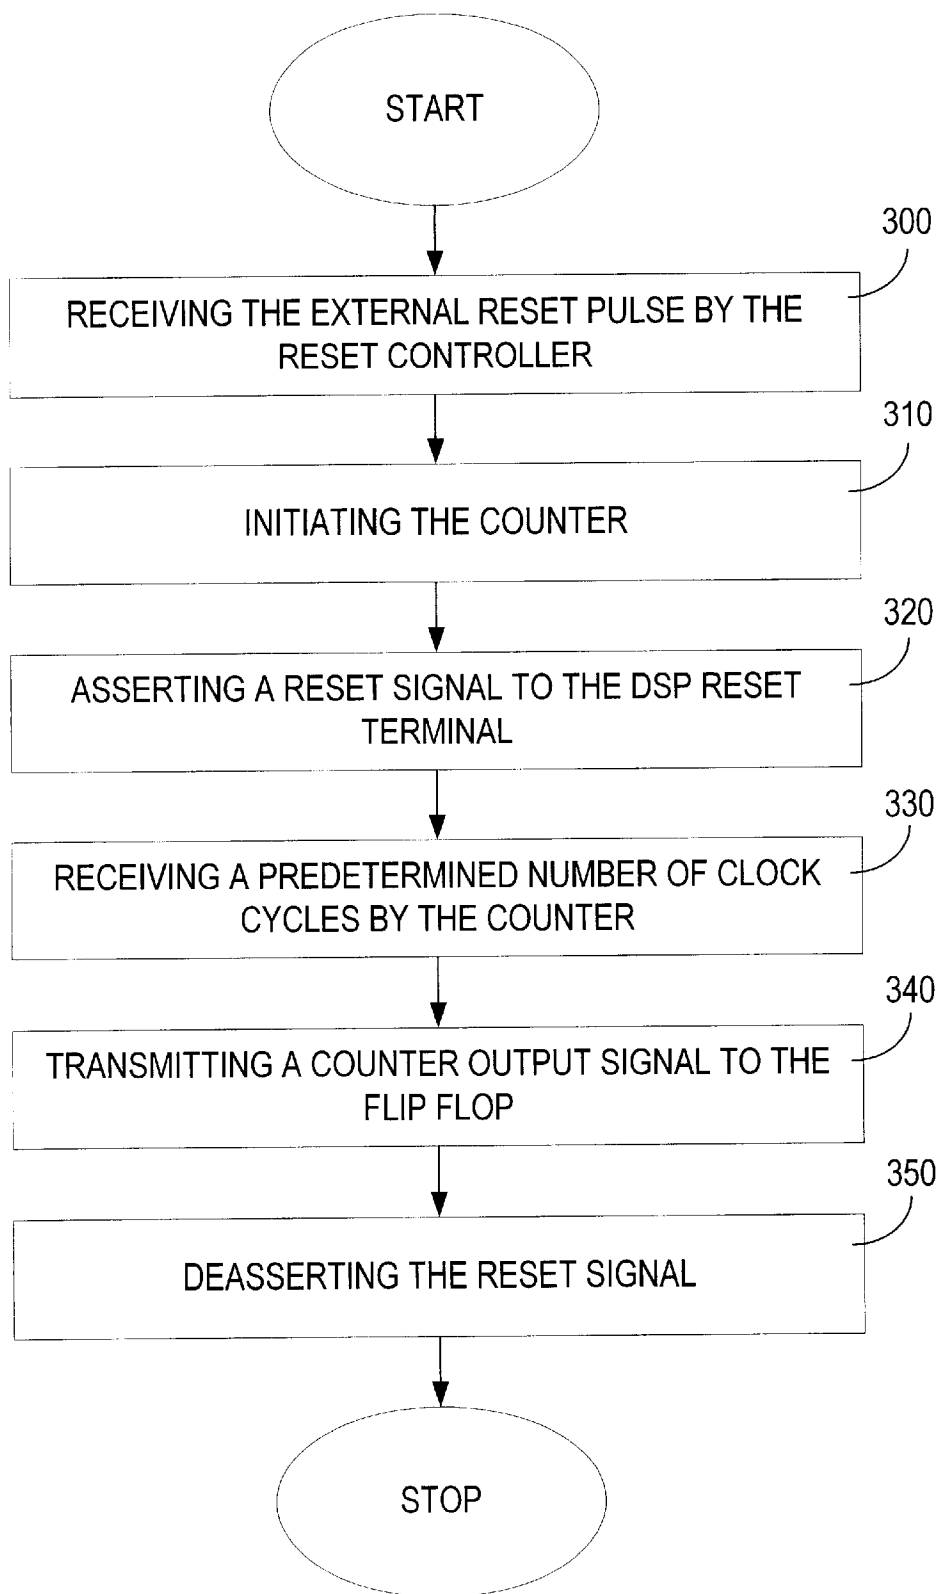 START
300
RECEIVING THE EXTERNAL RESET PULSE BY THE
RESET CONTROLLER
310
INITIATING THE COUNTER
320
ASSERTING A RESET SIGNAL TO THE DSP RESET
TERMINAL
330
RECEIVING A PREDETERMINED NUMBER OF CLOCK
CYCLES BY THE COUNTER
340
TRANSMITTING A COUNTER OUTPUT SIGNAL TO THE
FLIP FLOP
350
DEASSERTING THE RESET SIGNAL
STOP